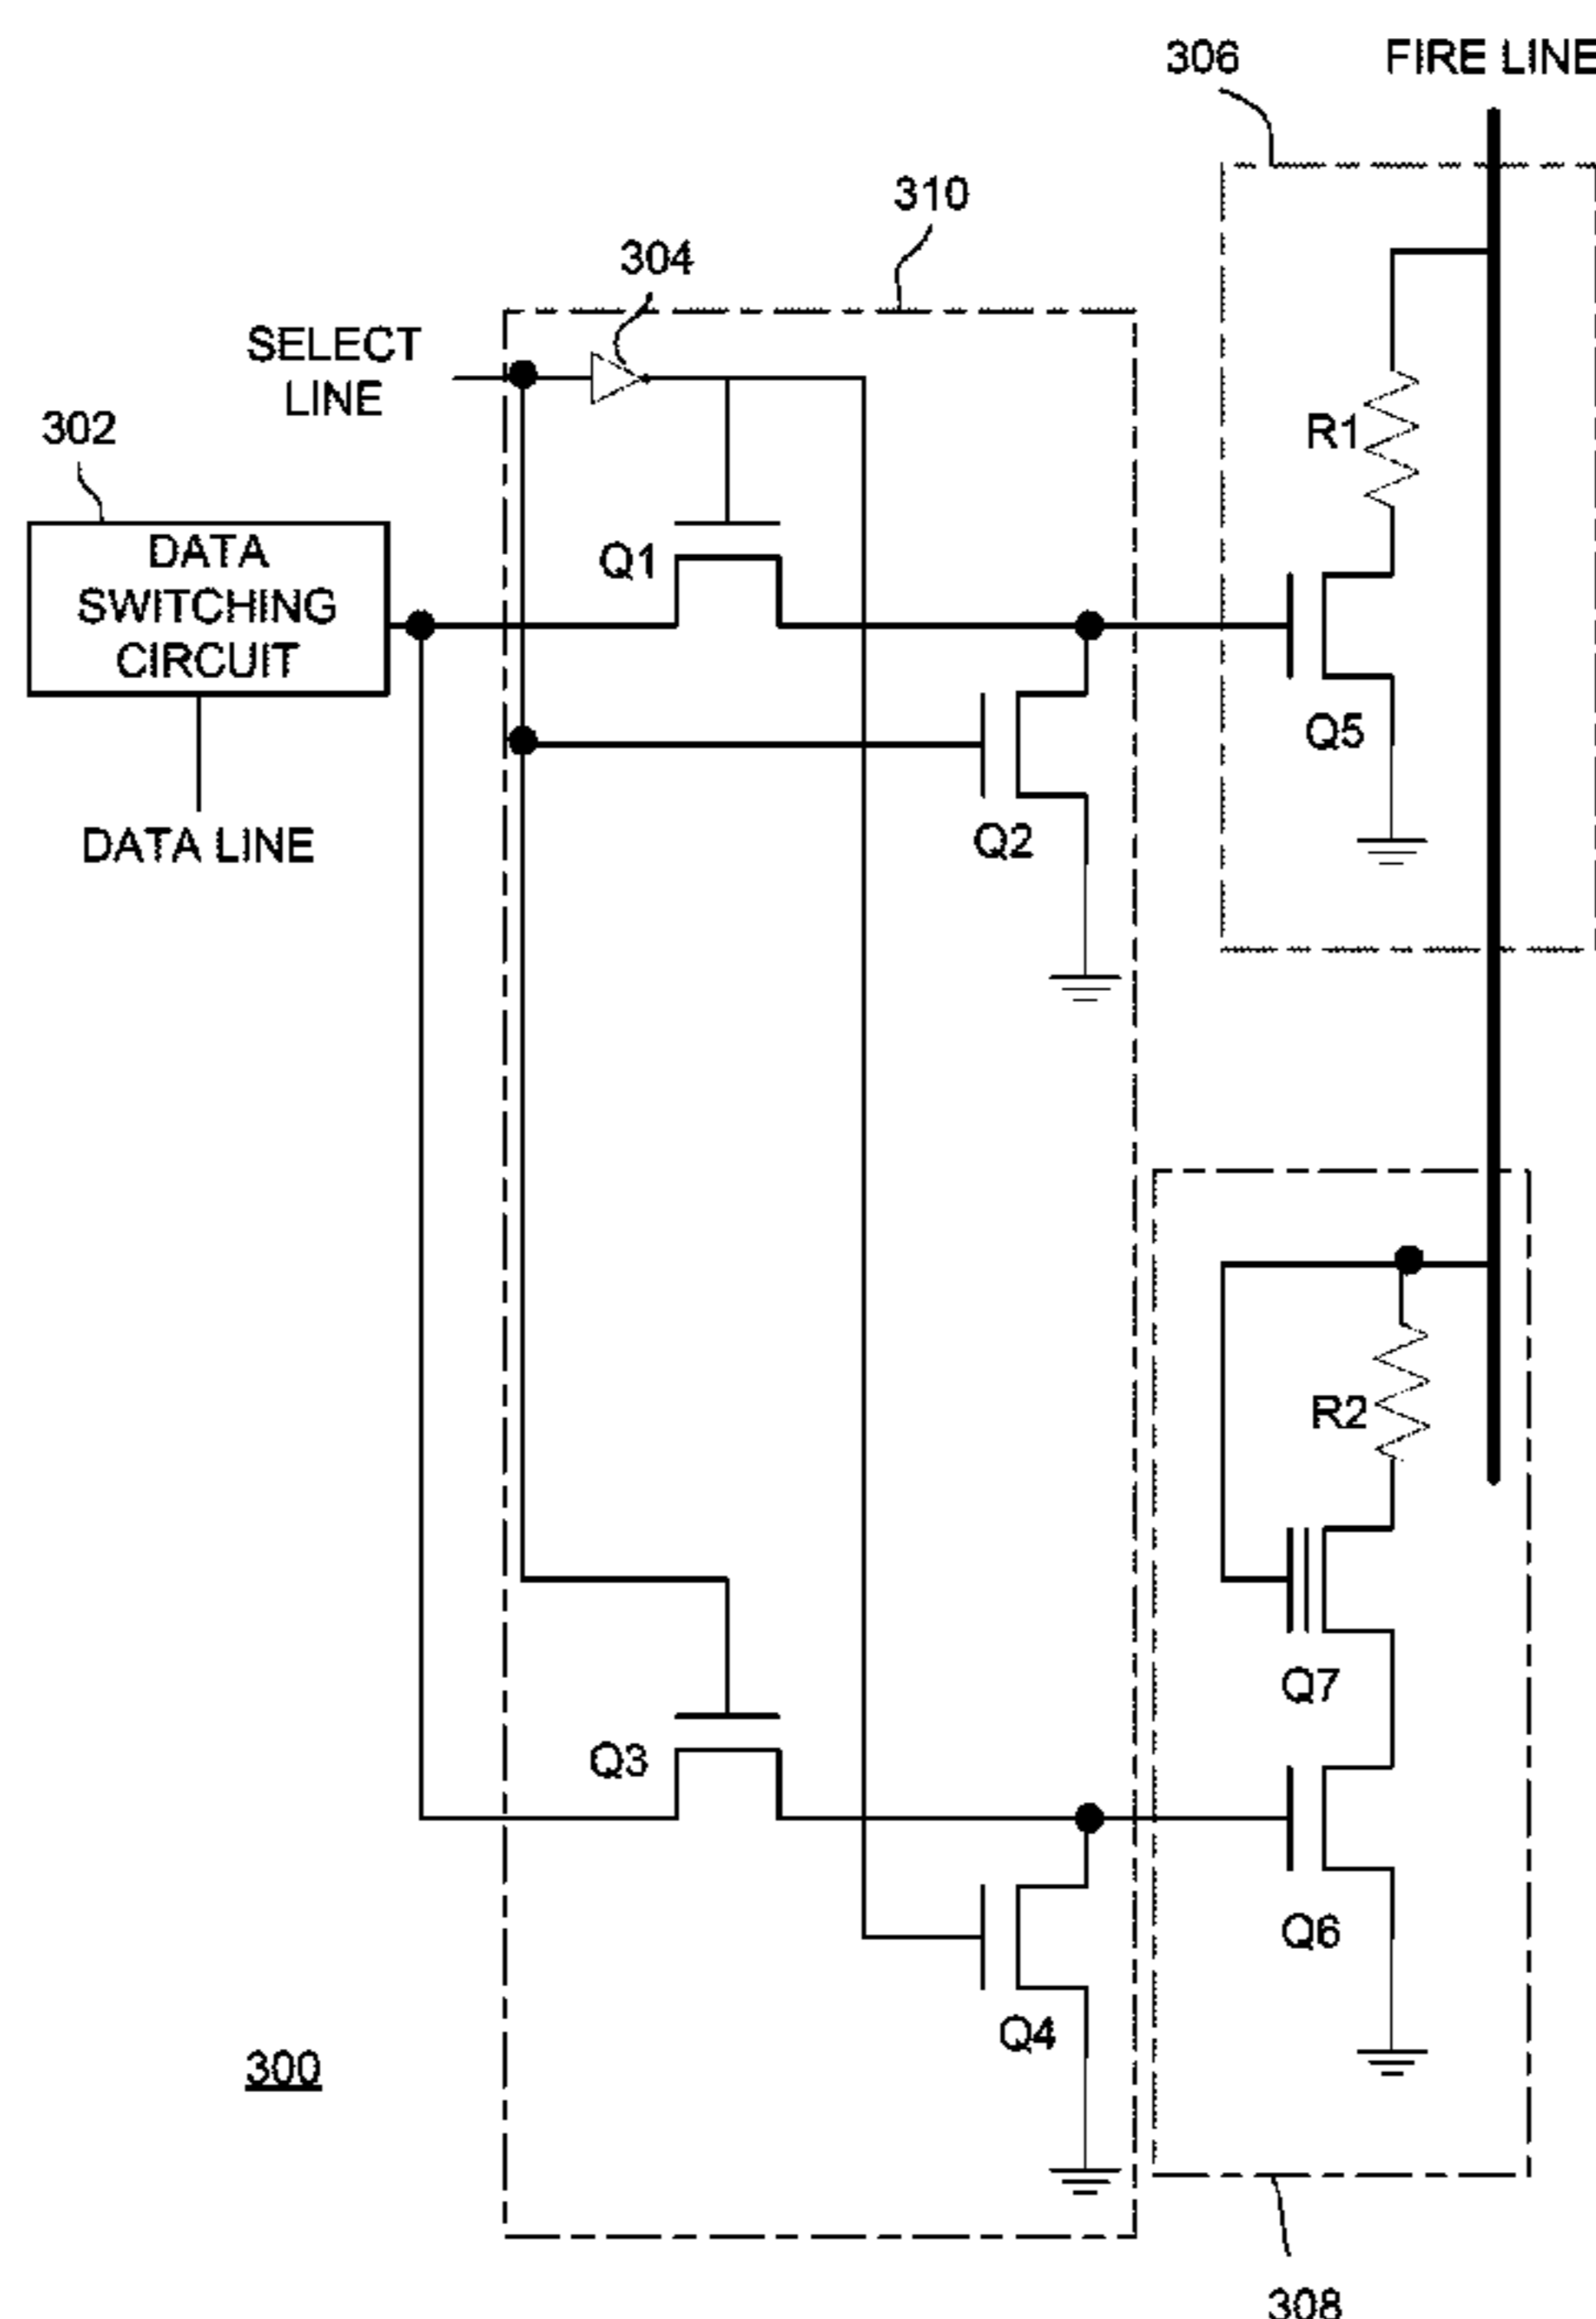 306
FIRE LINE
310
304
SELECT
LINE
302
R1
DATA
SWITCHING
CIRCUIT
Q1
Q5
DATA LINE
Q2
R2
Q7
Q3
Q6
Q4
300
308